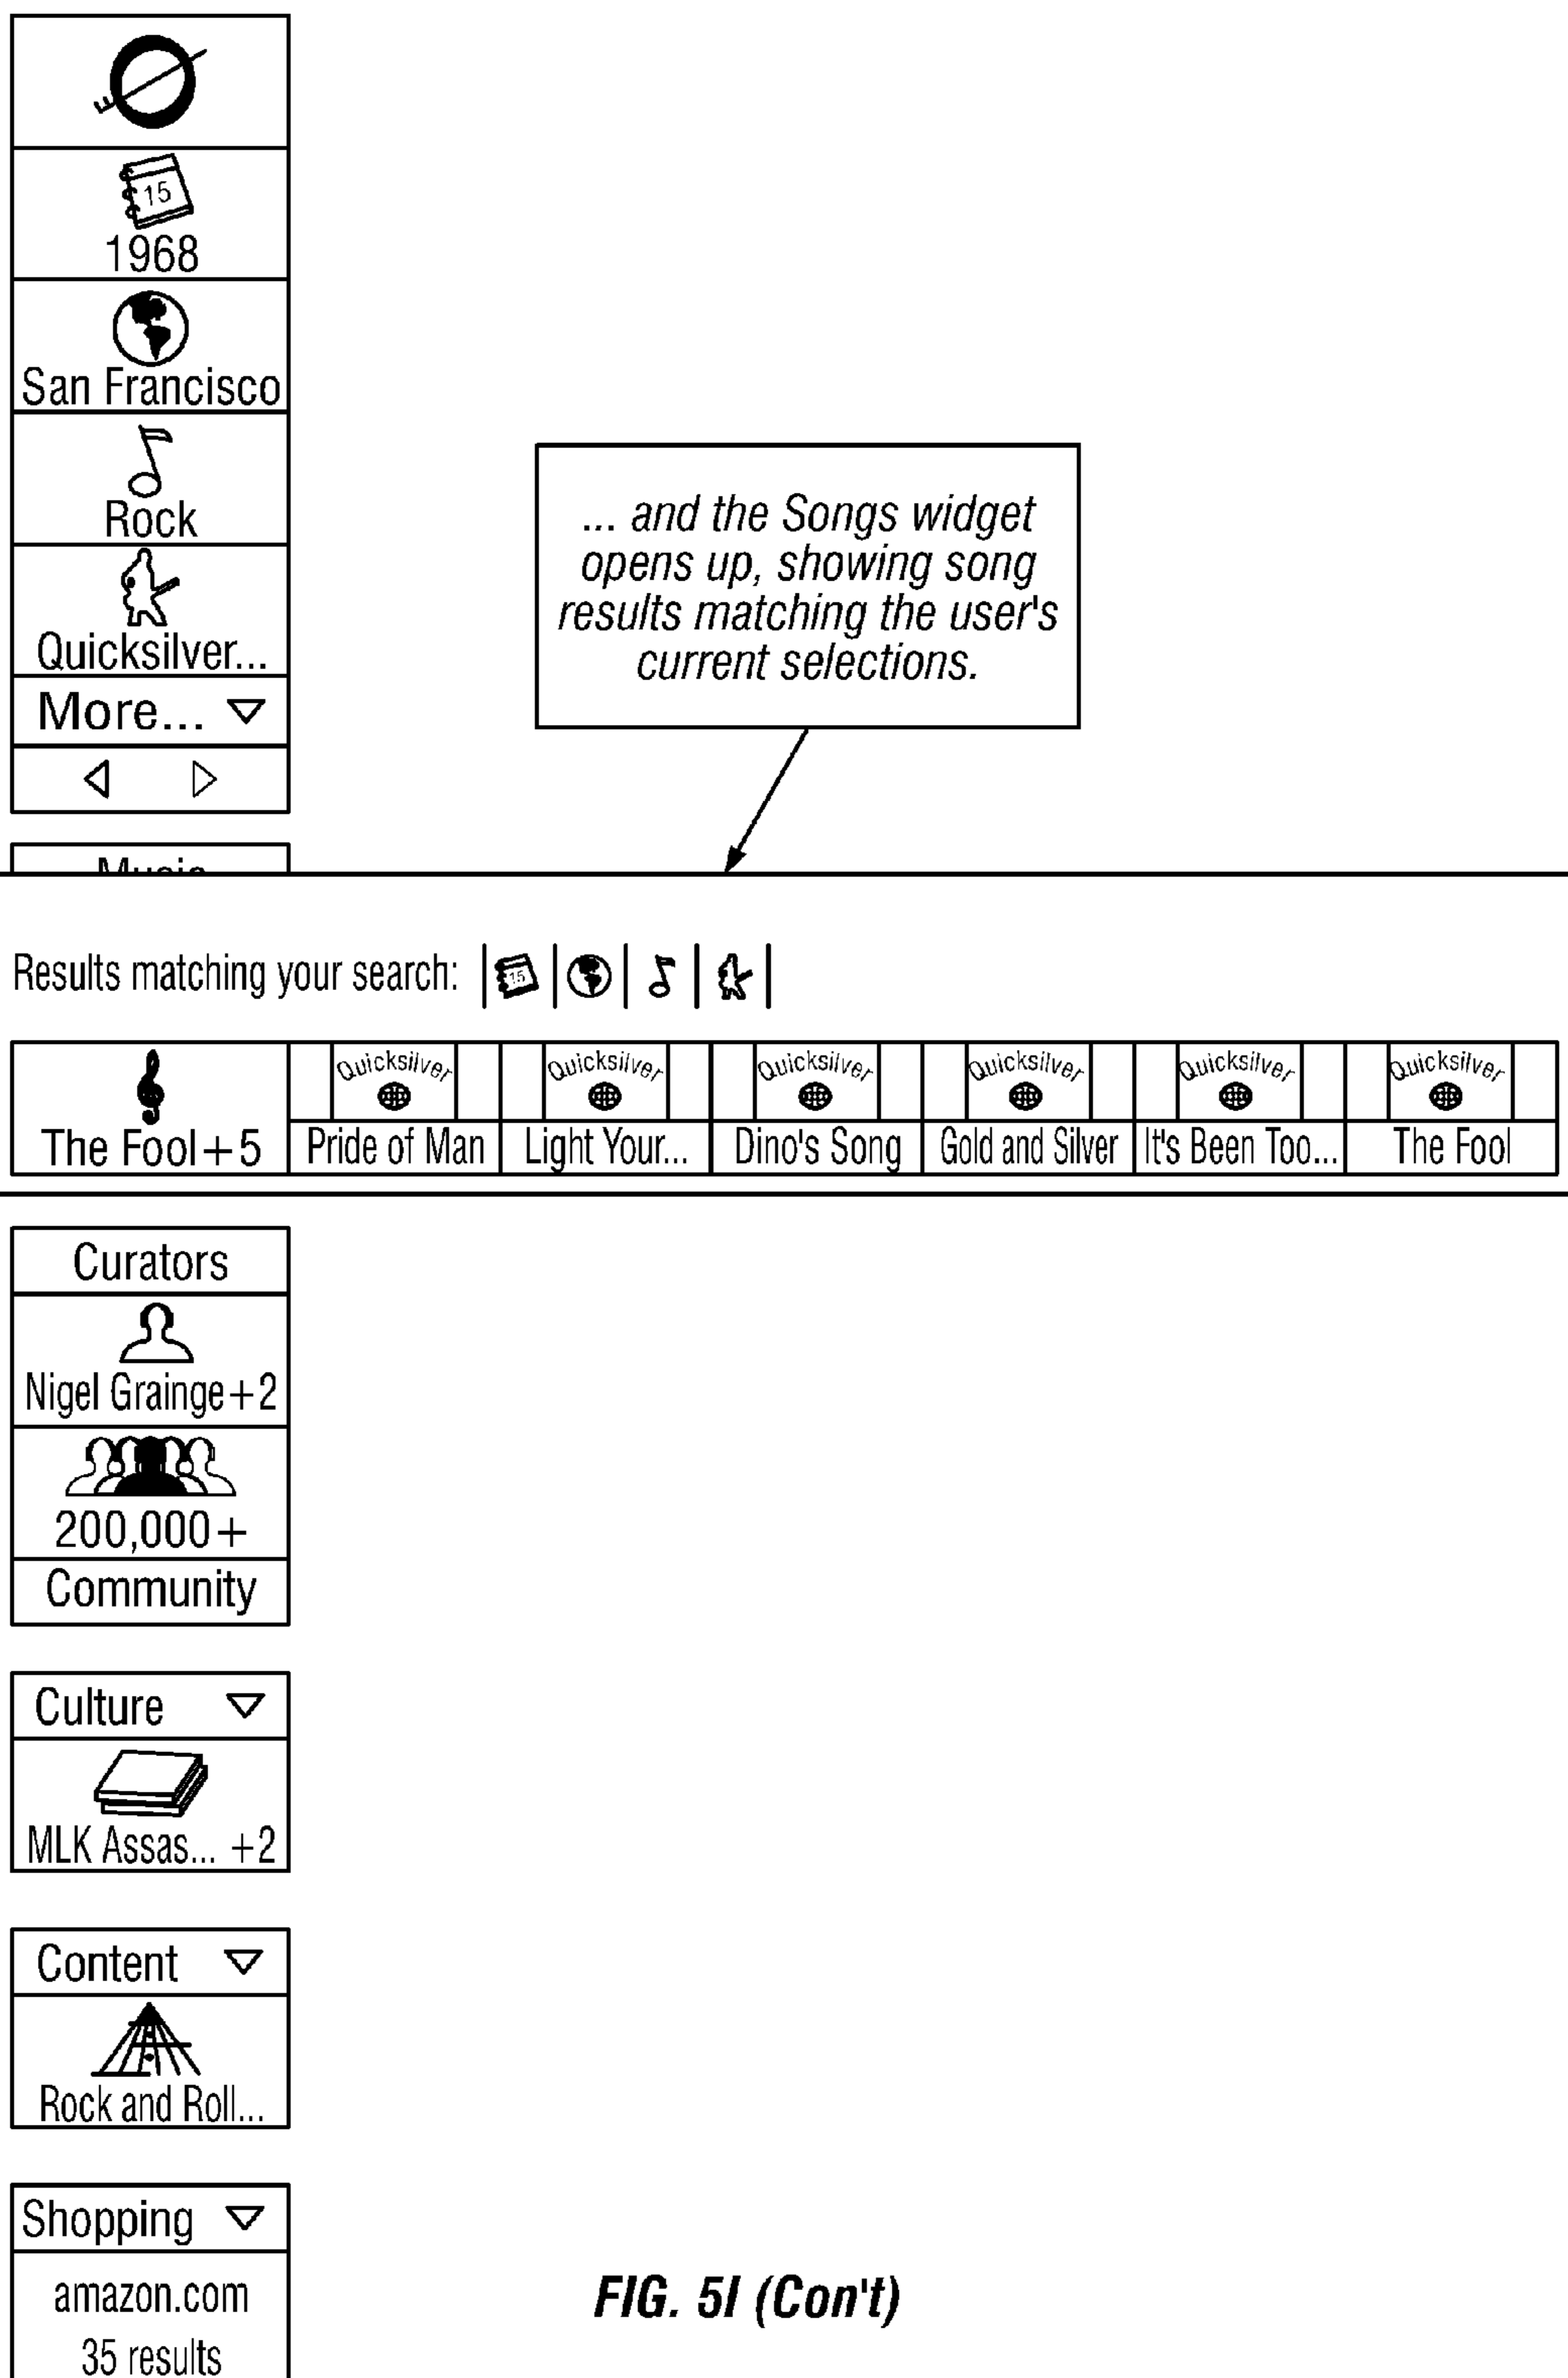 15
1968
San Francisco
Rock
Quicksilver...
More...
... and the Songs widget
opens up, showing song
results matching the user's
current selections.
Music
Results matching your search:
15
The Fool+5
Quicksilver
Pride of Man
Quicksilver
Light Your...
Quicksilver
Dino's Song
Quicksilver
Gold and Silver
Quicksilver
It's Been Too...
Quicksilver
The Fool
Curators
Nigel Grainge+2
200,000+
Community
Culture
MLK Assas... +2
Content
Rock and Roll...
Shopping
amazon.com
35 results
FIG. 5I (Con't)